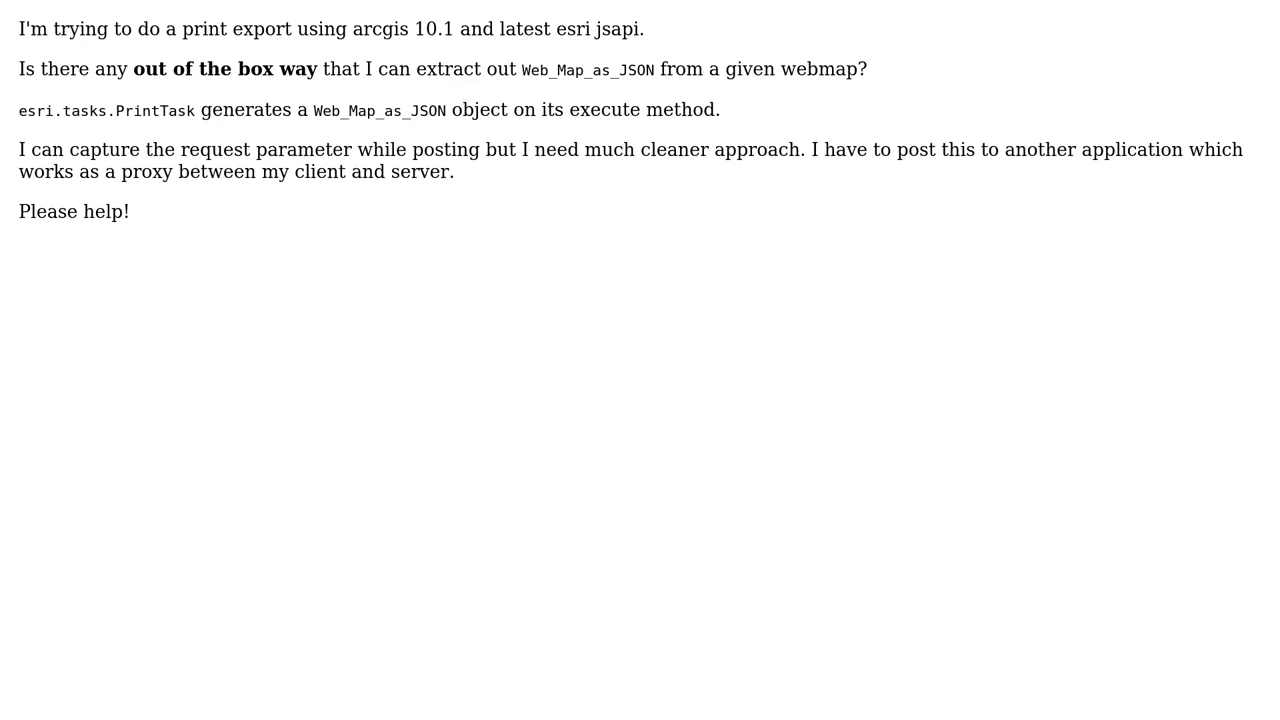 I'm trying to do a print export using arcgis 10.1 and latest esri jsapi.
Is there any out of the box way that I can extract out Web_Map_as_JSON from a given webmap?
esri.tasks.PrintTask generates a Web_Map_as_JSON object on its execute method.
I can capture the request parameter while posting but I need much cleaner approach. I have to post this to another application which
works as a proxy between my client and server.
Please help!